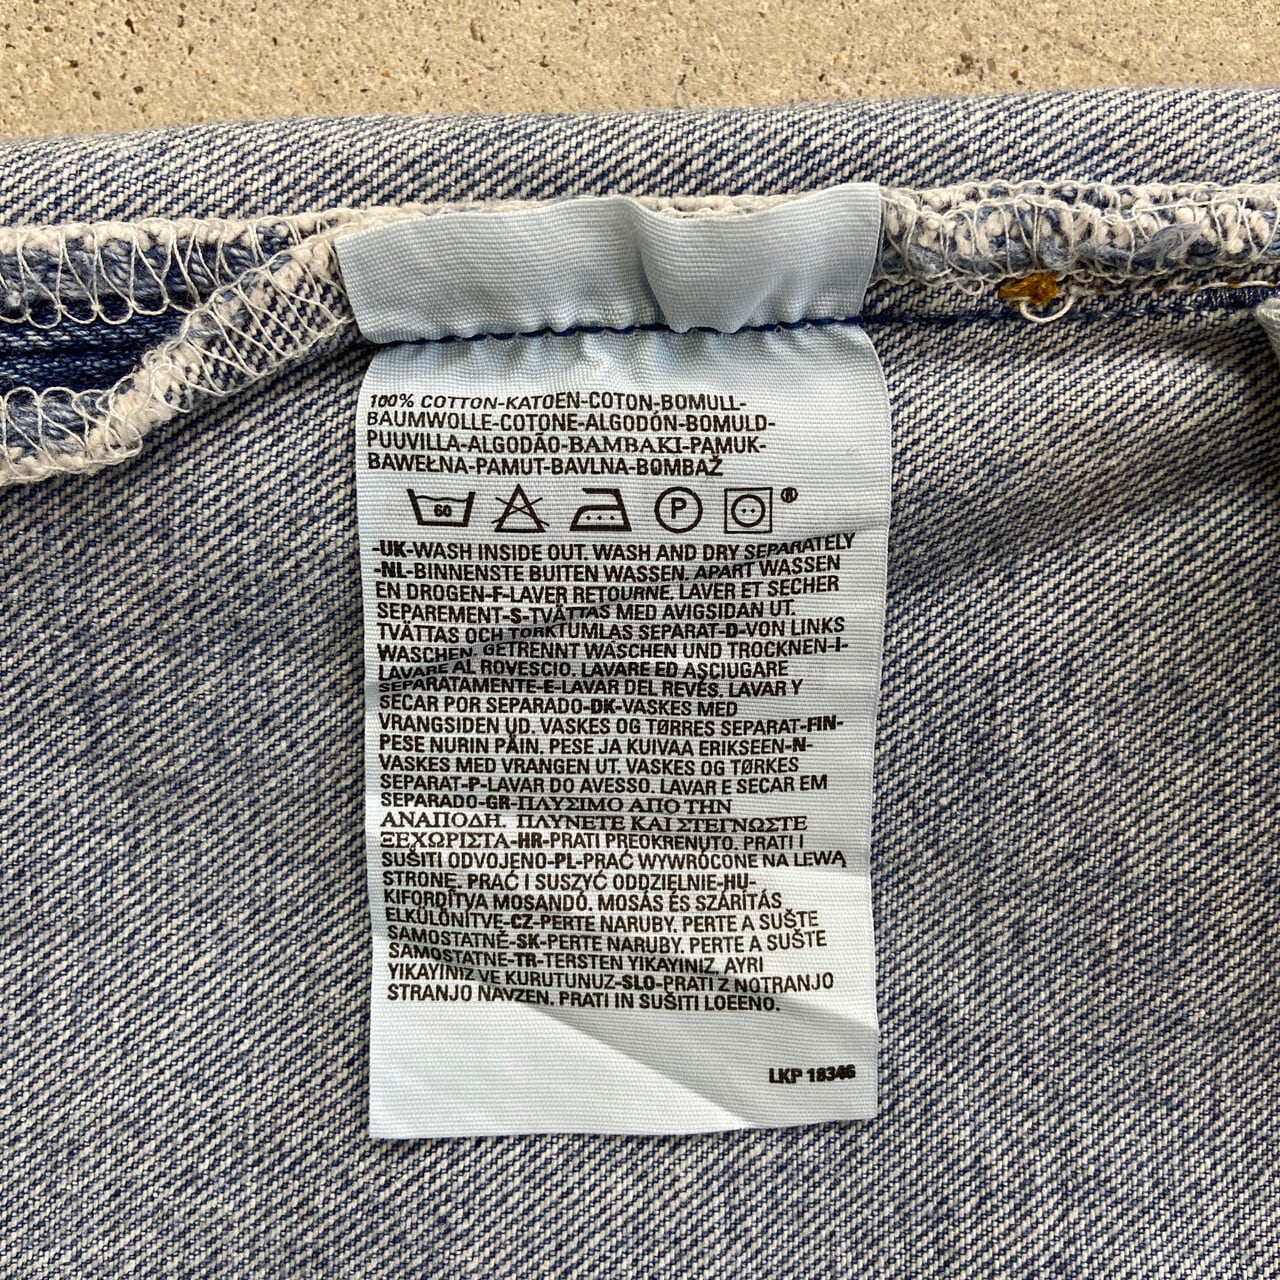 100% COTTON-KATOEN-COTON-BOMULL-
BAUMWOLLE-COTONE-ALGODÓN-BOMULD-
PUUVILLA-ALGODÃO-ΒΑΜΒΑΚΙ-PAMUK-
BAWEŁNA-PAMUT-BAVLNA-BOMBAŽ
60 P ®
-UK-WASH INSIDE OUT. WASH AND DRY SEPARATELY
-NL-BINNENSTE BUITEN WASSEN. APART WASSEN
EN DROGEN-F-LAVER RETOURNE. LAVER ET SECHER
SEPAREMENT-S-TVÄTTAS MED AVIGSIDAN UT.
TVÄTTAS OCH TORKTUMLAS SEPARAT-D-VON LINKS
WASCHEN. GETRENNT WASCHEN UND TROCKNEN-I-
LAVARE AL ROVESCIO. LAVARE ED ASCIUGARE
SEPARATAMENTE-E-LAVAR DEL REVÉS. LAVAR Y
SECAR POR SEPARADO-DK-VASKES MED
VRANGSIDEN UD. VASKES OG TØRRES SEPARAT-FIN-
PESE NURIN PÄIN. PESE JA KUIVAA ERIKSEEN-N-
VASKES MED VRANGEN UT. VASKES OG TØRKES
SEPARAT-P-LAVAR DO AVESSO. LAVAR E SECAR EM
SEPARADO-GR-ΠΛΥΣΙΜΟ ΑΠΟ ΤΗΝ
ΑΝΑΠΟΔΗ. ΠΛΥΝΕΤΕ ΚΑΙ ΣΤΕΓΝΩΣΤΕ
ΞΕΧΩΡΙΣΤΑ-HR-PRATI PREOKRENUTO. PRATI I
SUŠITI ODVOJENO-PL-PRAĆ WYWRÓCONE NA LEWĄ
STRONĘ. PRAĆ I SUSZYĆ ODDZIELNIE-HU-
KIFORDÍTVA MOSANDÓ. MOSÁS ÉS SZÁRÍTÁS
ELKÜLÖNÍTVE-CZ-PERTE NARUBY. PERTE A SUŠTE
SAMOSTATNĚ-SK-PERTE NARUBY. PERTE A SUŠTE
SAMOSTATNE-TR-TERSTEN YIKAYINIZ. AYRI
YIKAYINIZ VE KURUTUNUZ-SLO-PRATI Z NOTRANJO
STRANJO NAVZEN. PRATI IN SUŠITI LOEENO.
LKP 18346